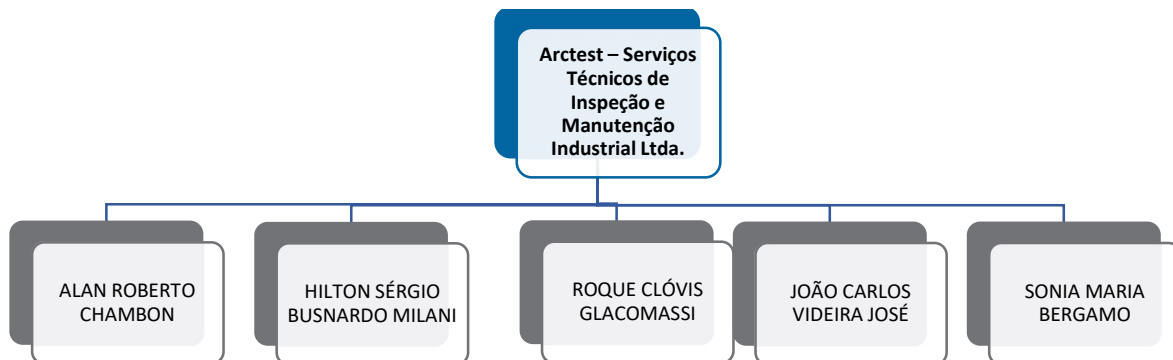 Arctest – Serviços
Técnicos de
Inspeção e
Manutenção
Industrial Ltda.
ALAN ROBERTO
CHAMBON
HILTON SÉRGIO
BUSNARDO MILANI
ROQUE CLÓVIS
GLACOMASSI
JOÃO CARLOS
VIDEIRA JOSÉ
SONIA MARIA
BERGAMO